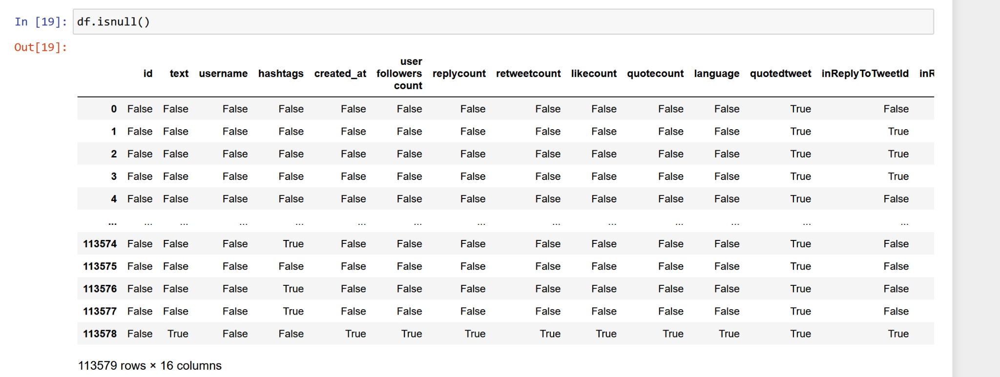 In [19]: df.isnull()
Out[19]:
id text username hashtags created_at user followers count replycount retweetcount likecount quotecount language quotedtweet inReplyToTweetId inR
0 False False False False False False False False False False False True False
1 False False False False False False False False False False False True True
2 False False False False False False False False False False False True True
3 False False False False False False False False False False False True True
4 False False False False False False False False False False False True False
... ... ... ... ... ... ... ... ... ... ... ... ... ...
113574 False False False True False False False False False False False True False
113575 False False False False False False False False False False False True False
113576 False False False True False False False False False False False True False
113577 False False False True False False False False False False False True False
113578 False True False False True True True True True True True True True
113579 rows × 16 columns